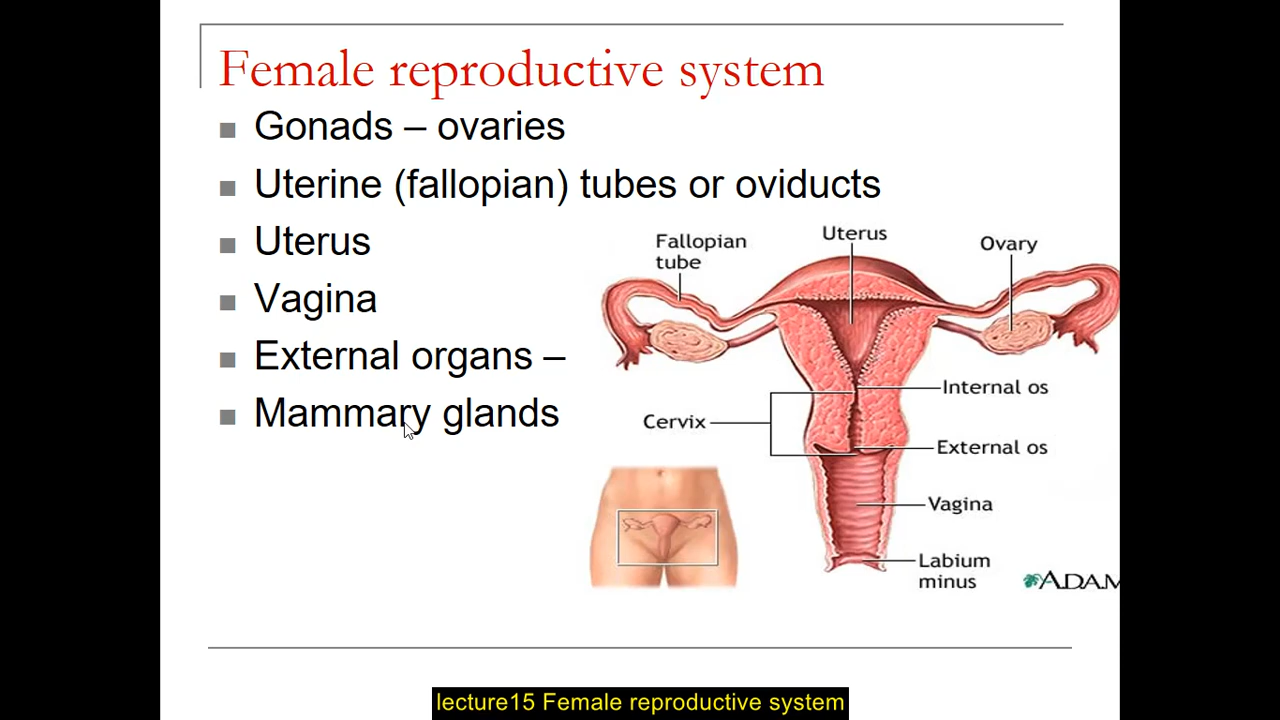 Female reproductive system
Gonads – ovaries
Uterine (fallopian) tubes or oviducts
Uterus
Vagina
External organs –
Mammary glands
Fallopian
tube
Uterus
Ovary
Internal os
Cervix
External os
Vagina
Labium
minus
ADAM
lecture15 Female reproductive system